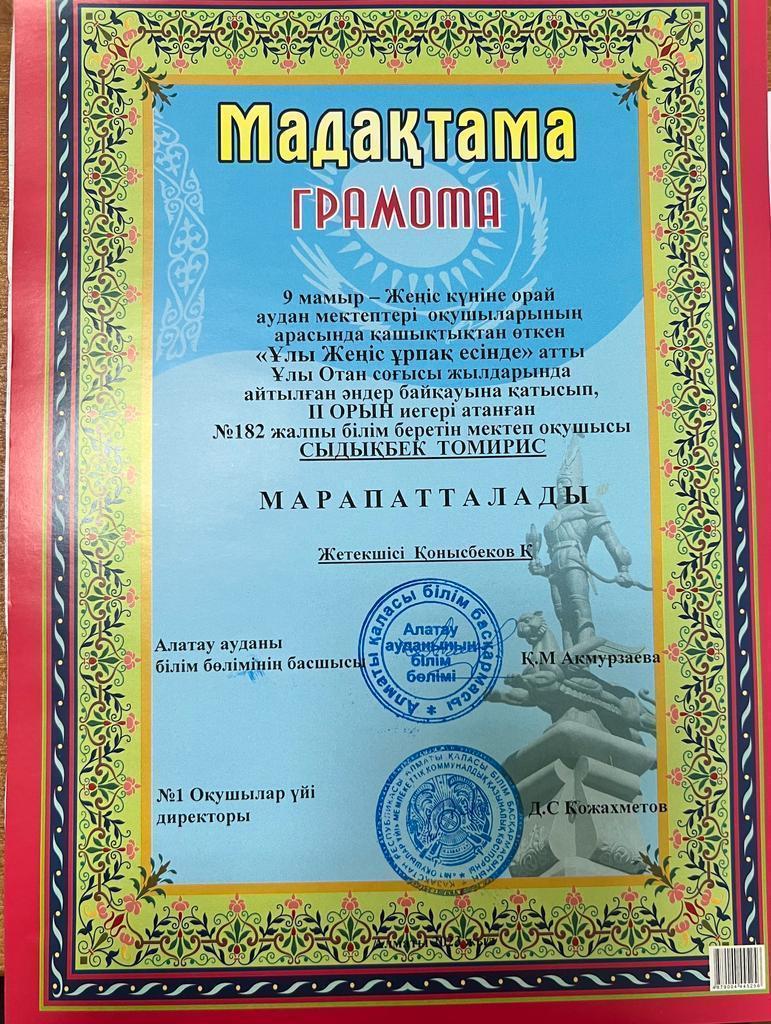 Мадақтама
ГРАМОТА
9 мамыр – Жеңіс күніне орай
аудан мектептері оқушыларының
арасында қашықтықтан өткен
«Ұлы Жеңіс ұрпақ есінде» атты
Ұлы Отан соғысы жылдарында
айтылған әндер байқауына қатысып,
ІІ ОРЫН иегері атанған
№182 жалпы білім беретін мектеп оқушысы
СЫДЫҚБЕК ТОМИРИС
МАРАПАТТАЛАДЫ
Жетекшісі Қонысбеков Қ
Алматы қаласы білім басқармасы
Алатау
ауданының
білім
бөлімі
Алатау ауданы
білім бөлімінің басшысы
Қ.М Акмурзаева
№1 Оқушылар үйі
директоры
Д.С Қожахметов